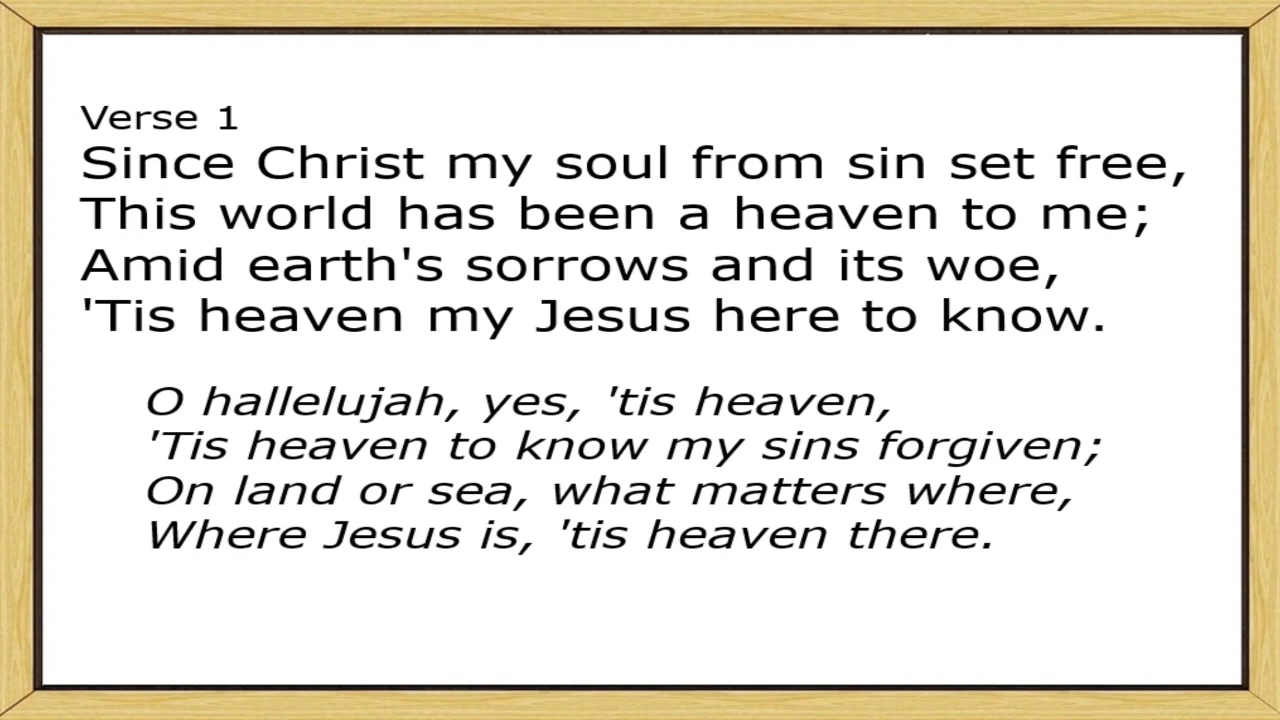 Verse 1
Since Christ my soul from sin set free,
This world has been a heaven to me;
Amid earth's sorrows and its woe,
'Tis heaven my Jesus here to know.
O hallelujah, yes, 'tis heaven,
'Tis heaven to know my sins forgiven;
On land or sea, what matters where,
Where Jesus is, 'tis heaven there.